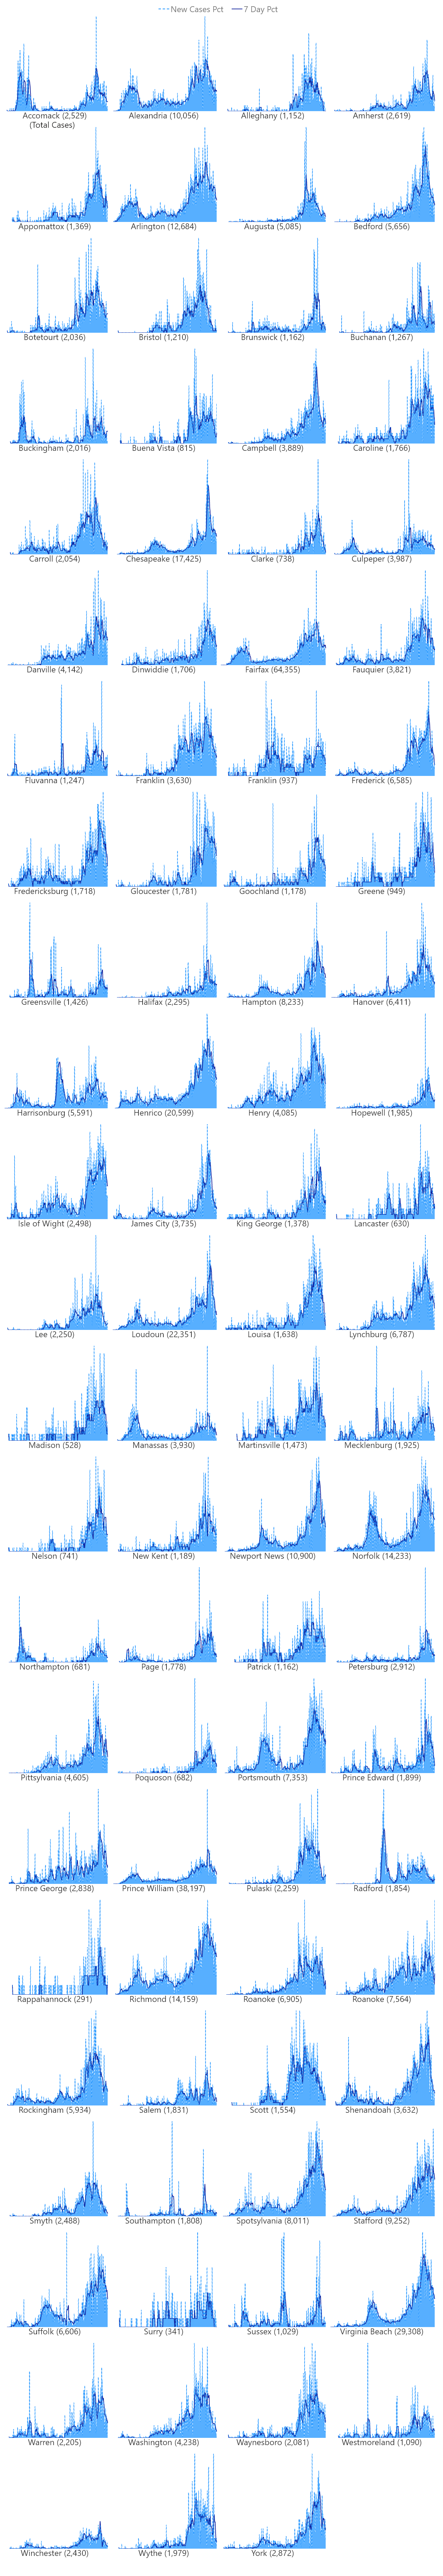 New Cases Pct 7 Day Pct
Accomack (2,529) Alexandria (10,056) Alleghany (1,152) Amherst (2,619)
(Total Cases)
Appomattox (1,369) Arlington (12,684) Augusta (5,085) Bedford (5,656)
Botetourt (2,036) Bristol (1,210) Brunswick (1,162) Buchanan (1,267)
Buckingham (2,016) Buena Vista (815) Campbell (3,889) Caroline (1,766)
Carroll (2,054) Chesapeake (17,425) Clarke (738) Culpeper (3,987)
Danville (4,142) Dinwiddie (1,706) Fairfax (64,355) Fauquier (3,821)
Fluvanna (1,247) Franklin (3,630) Franklin (937) Frederick (6,585)
Fredericksburg (1,718) Gloucester (1,781) Goochland (1,178) Greene (949)
Greensville (1,426) Halifax (2,295) Hampton (8,233) Hanover (6,411)
Harrisonburg (5,591) Henrico (20,599) Henry (4,085) Hopewell (1,985)
Isle of Wight (2,498) James City (3,735) King George (1,378) Lancaster (630)
Lee (2,250) Loudoun (22,351) Louisa (1,638) Lynchburg (6,787)
Madison (528) Manassas (3,930) Martinsville (1,473) Mecklenburg (1,925)
Nelson (741) New Kent (1,189) Newport News (10,900) Norfolk (14,233)
Northampton (681) Page (1,778) Patrick (1,162) Petersburg (2,912)
Pittsylvania (4,605) Poquoson (682) Portsmouth (7,353) Prince Edward (1,899)
Prince George (2,838) Prince William (38,197) Pulaski (2,259) Radford (1,854)
Rappahannock (291) Richmond (14,159) Roanoke (6,905) Roanoke (7,564)
Rockingham (5,934) Salem (1,831) Scott (1,554) Shenandoah (3,632)
Smyth (2,488) Southampton (1,808) Spotsylvania (8,011) Stafford (9,252)
Suffolk (6,606) Surry (341) Sussex (1,029) Virginia Beach (29,308)
Warren (2,205) Washington (4,238) Waynesboro (2,081) Westmoreland (1,090)
Winchester (2,430) Wythe (1,979) York (2,872)